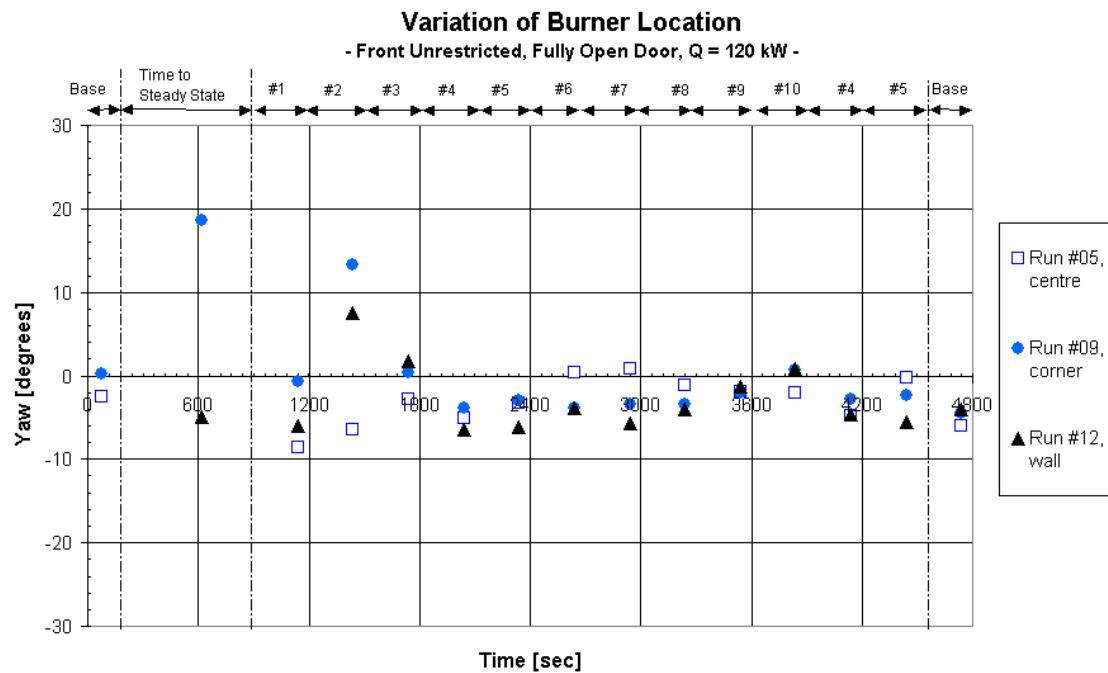 Variation of Burner Location
- Front Unrestricted, Fully Open Door, Q = 120 kW -
Base
Time to
Steady State
#1
#2
#3
#4
#5
#6
#7
#8
#9
#10
#4
#5
Base
30
20
10
0
-10
-20
-30
0
600
1200
1800
2400
3000
3600
4200
4800
Yaw [degrees]
Time [sec]
Run #05,
centre
Run #09,
corner
Run #12,
wall